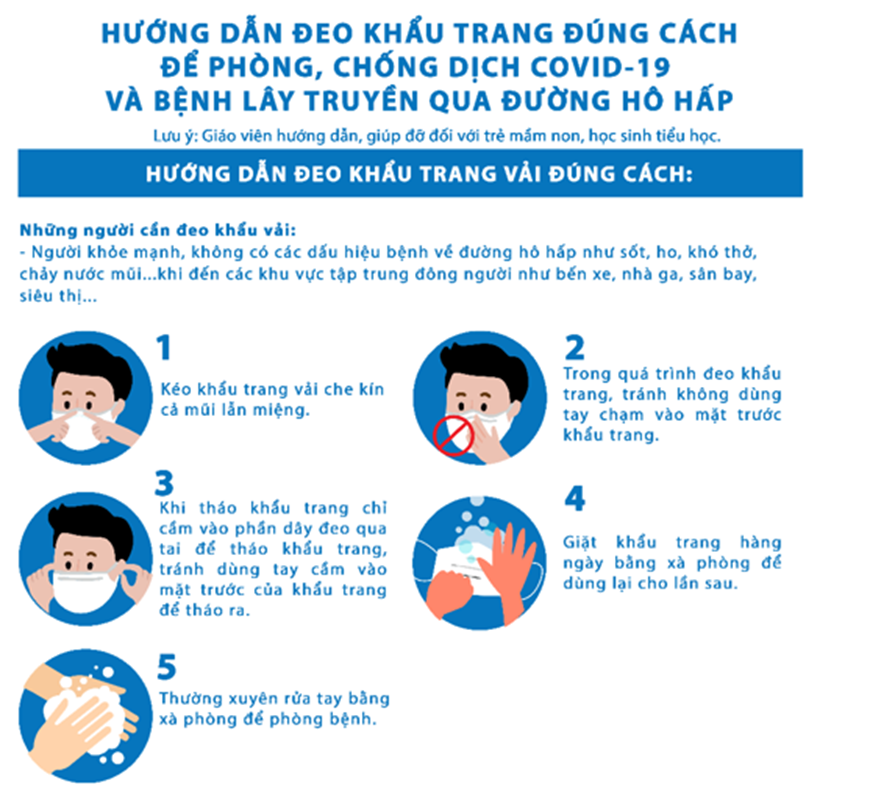 HƯỚNG DẪN ĐEO KHẨU TRANG ĐÚNG CÁCH
ĐỂ PHÒNG, CHỐNG DỊCH COVID-19
VÀ BỆNH LÂY TRUYỀN QUA ĐƯỜNG HÔ HẤP
Lưu ý: Giáo viên hướng dẫn, giúp đỡ đối với trẻ mầm non, học sinh tiểu học.
HƯỚNG DẪN ĐEO KHẨU TRANG VẢI ĐÚNG CÁCH:
Những người cần đeo khẩu vải:
- Người khỏe mạnh, không có các dấu hiệu bệnh về đường hô hấp như sốt, ho, khó thở,
chảy nước mũi...khi đến các khu vực tập trung đông người như bến xe, nhà ga, sân bay,
siêu thị...
1
Kéo khẩu trang vải che kín
cả mũi lẫn miệng.
2
Trong quá trình đeo khẩu
trang, tránh không dùng
tay chạm vào mặt trước
khẩu trang.
3
Khi tháo khẩu trang chỉ
cầm vào phần dây đeo qua
tai để tháo khẩu trang,
tránh dùng tay cầm vào
mặt trước của khẩu trang
để tháo ra.
4
Giặt khẩu trang hàng
ngày bằng xà phòng để
dùng lại cho lần sau.
5
Thường xuyên rửa tay bằng
xà phòng để phòng bệnh.